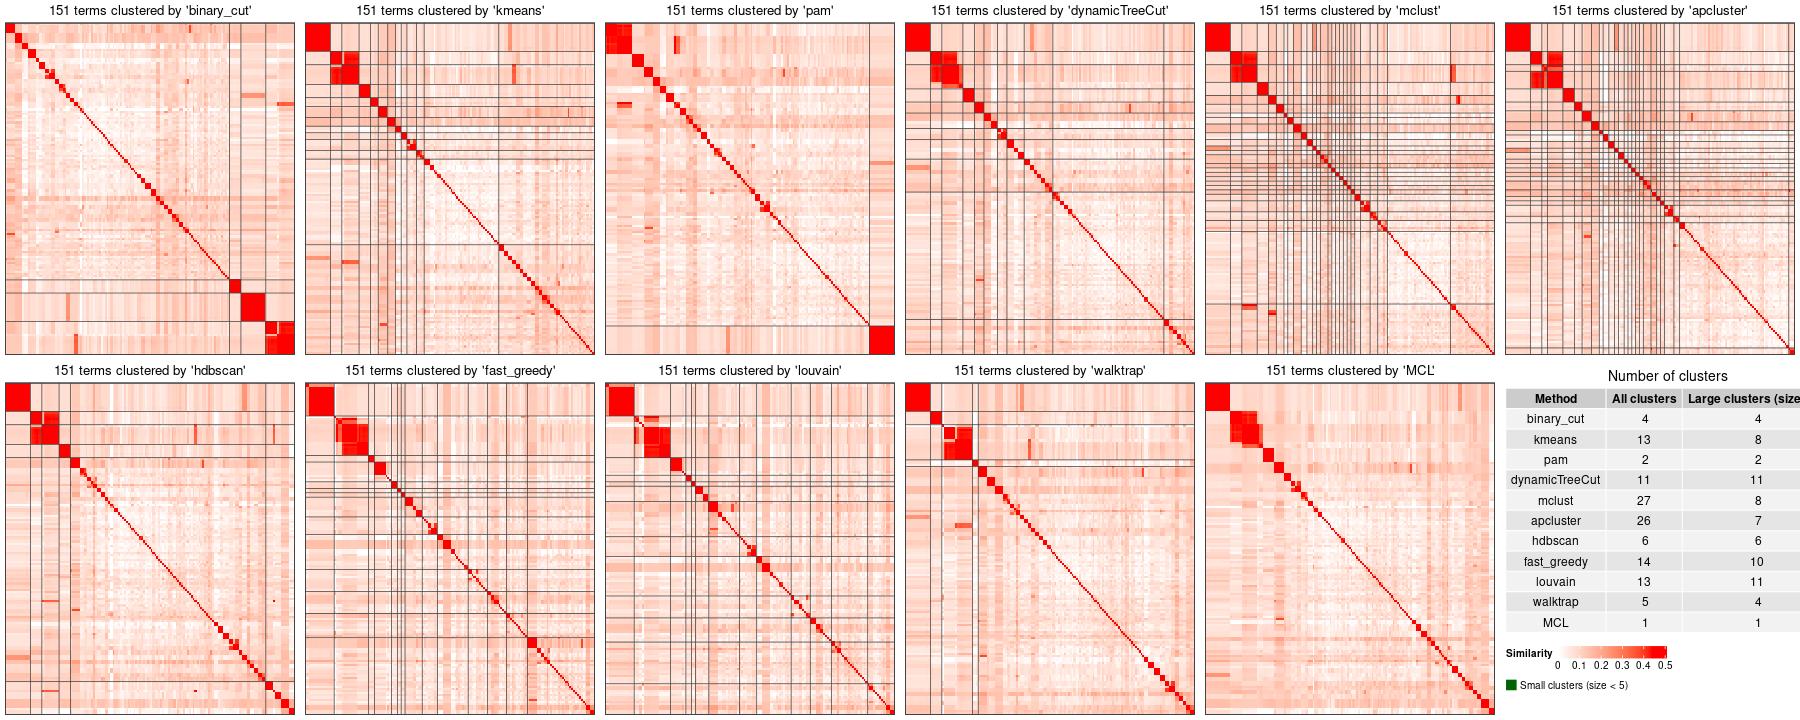 151 terms clustered by 'binary_cut'
151 terms clustered by 'kmeans'
151 terms clustered by 'pam'
151 terms clustered by 'dynamicTreeCut'
151 terms clustered by 'mclust'
151 terms clustered by 'apcluster'
151 terms clustered by 'hdbscan'
151 terms clustered by 'fast_greedy'
151 terms clustered by 'louvain'
151 terms clustered by 'walktrap'
151 terms clustered by 'MCL'
Number of clusters
Method All clusters Large clusters (size
binary_cut 4 4
kmeans 13 8
pam 2 2
dynamicTreeCut 11 11
mclust 27 8
apcluster 26 7
hdbscan 6 6
fast_greedy 14 10
louvain 13 11
walktrap 5 4
MCL 1 1
Similarity
0 0.1 0.2 0.3 0.4 0.5
Small clusters (size < 5)